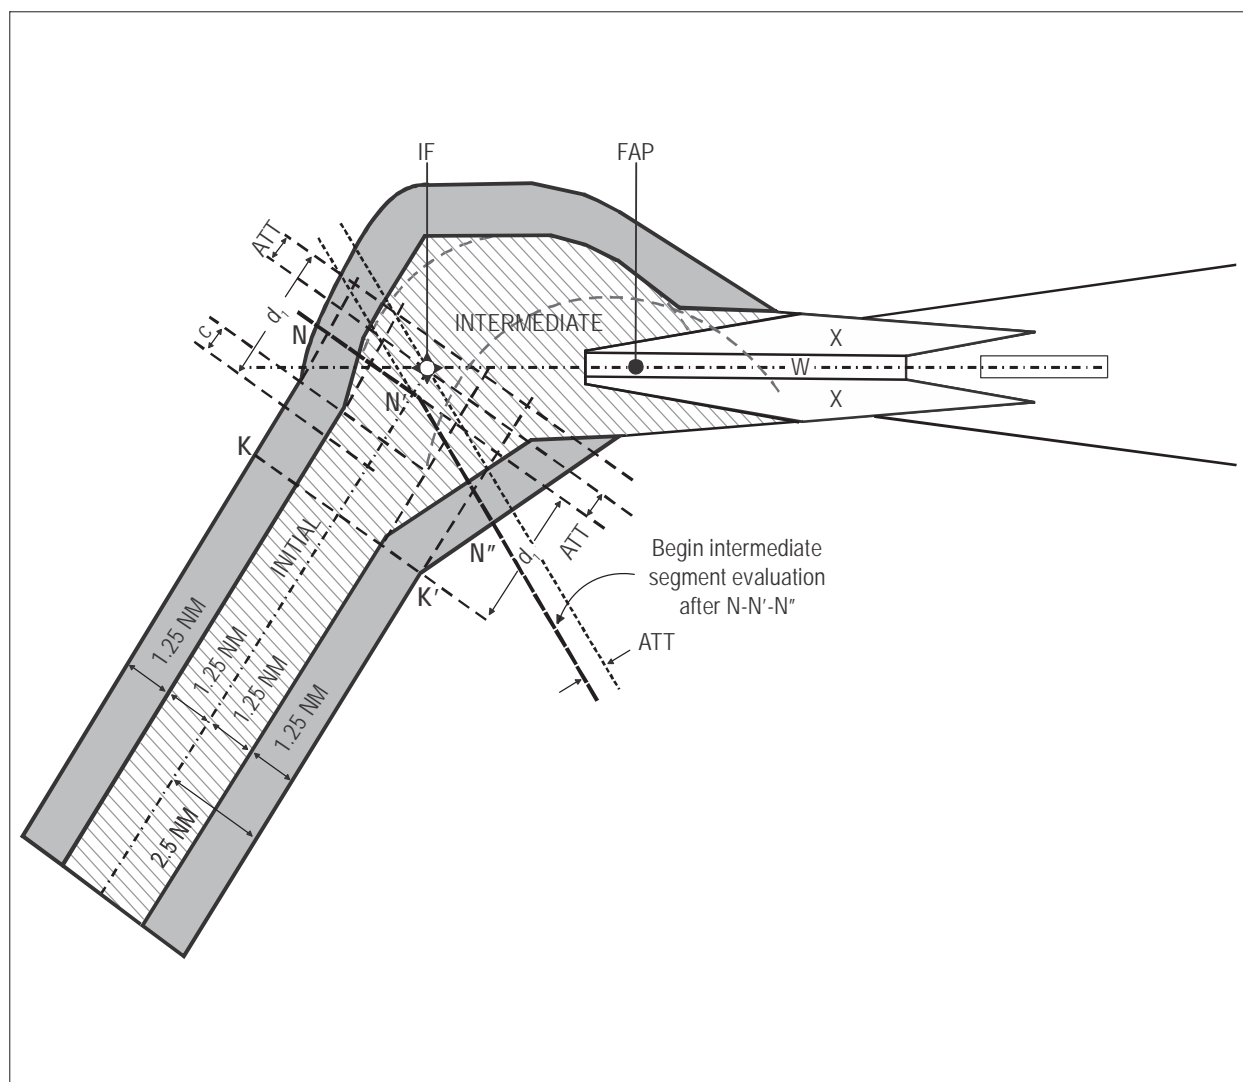 IF
FAP
ATT
d₁
c
N
INTERMEDIATE
X
W
X
N′
K
INITIAL
N″
d₁
ATT
K′
Begin intermediate
segment evaluation
after N-N′-N″
ATT
1.25 NM
1.25 NM
1.25 NM
1.25 NM
2.5 NM